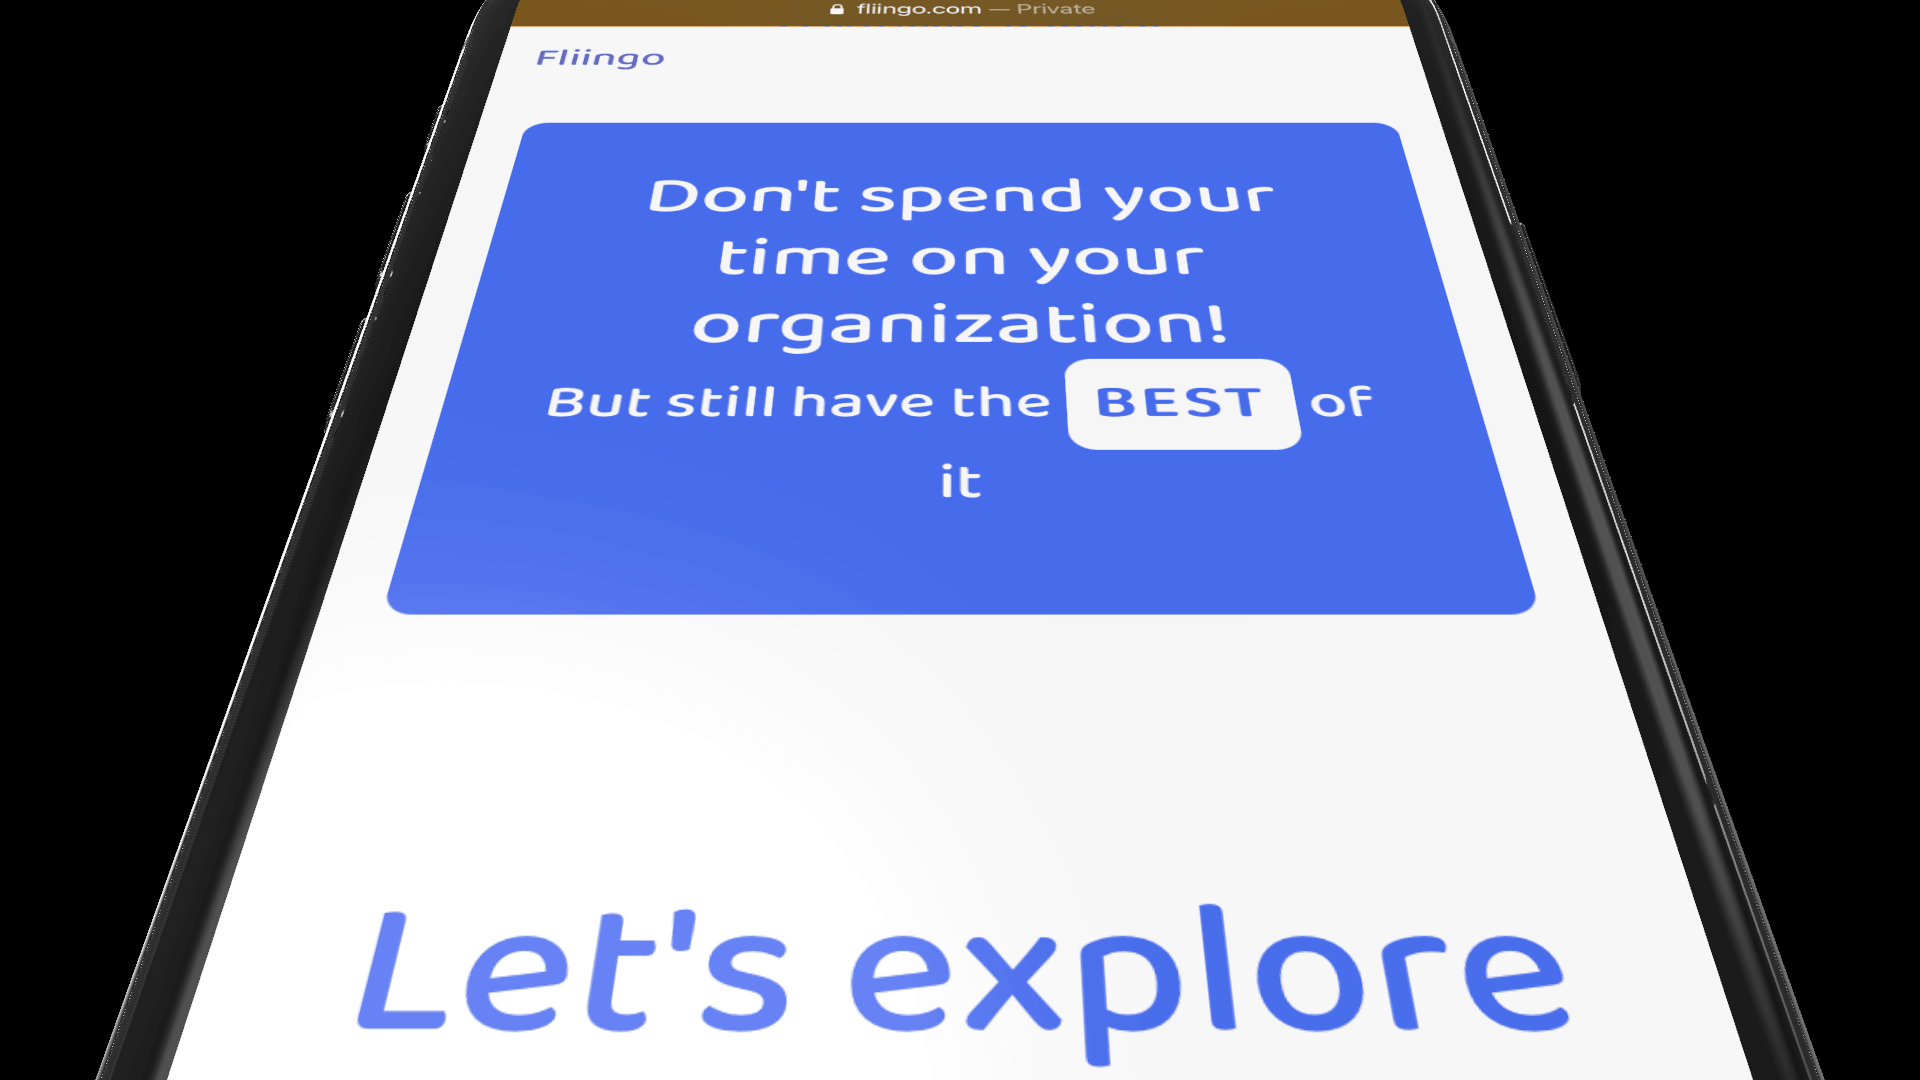 fliingo.com — Private
Fliingo
Don't spend your
time on your
organization!
But still have the BEST of
it
Let's explore